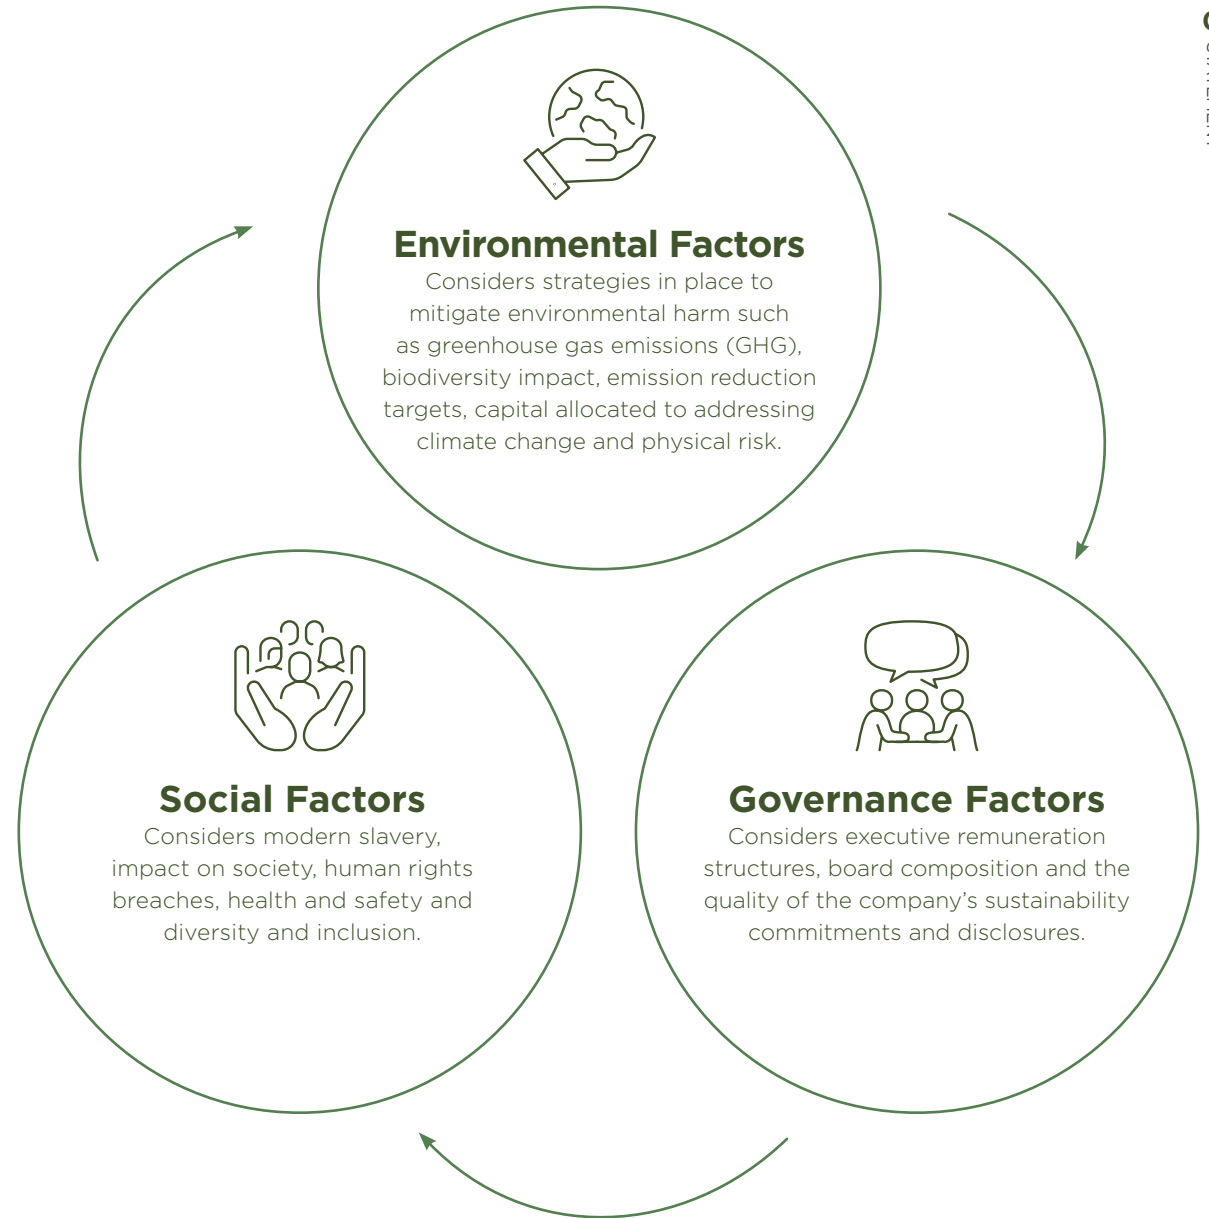 Environmental Factors
Considers strategies in place to
mitigate environmental harm such
as greenhouse gas emissions (GHG),
biodiversity impact, emission reduction
targets, capital allocated to addressing
climate change and physical risk.
Social Factors
Considers modern slavery,
impact on society, human rights
breaches, health and safety and
diversity and inclusion.
Governance Factors
Considers executive remuneration
structures, board composition and the
quality of the company’s sustainability
commitments and disclosures.